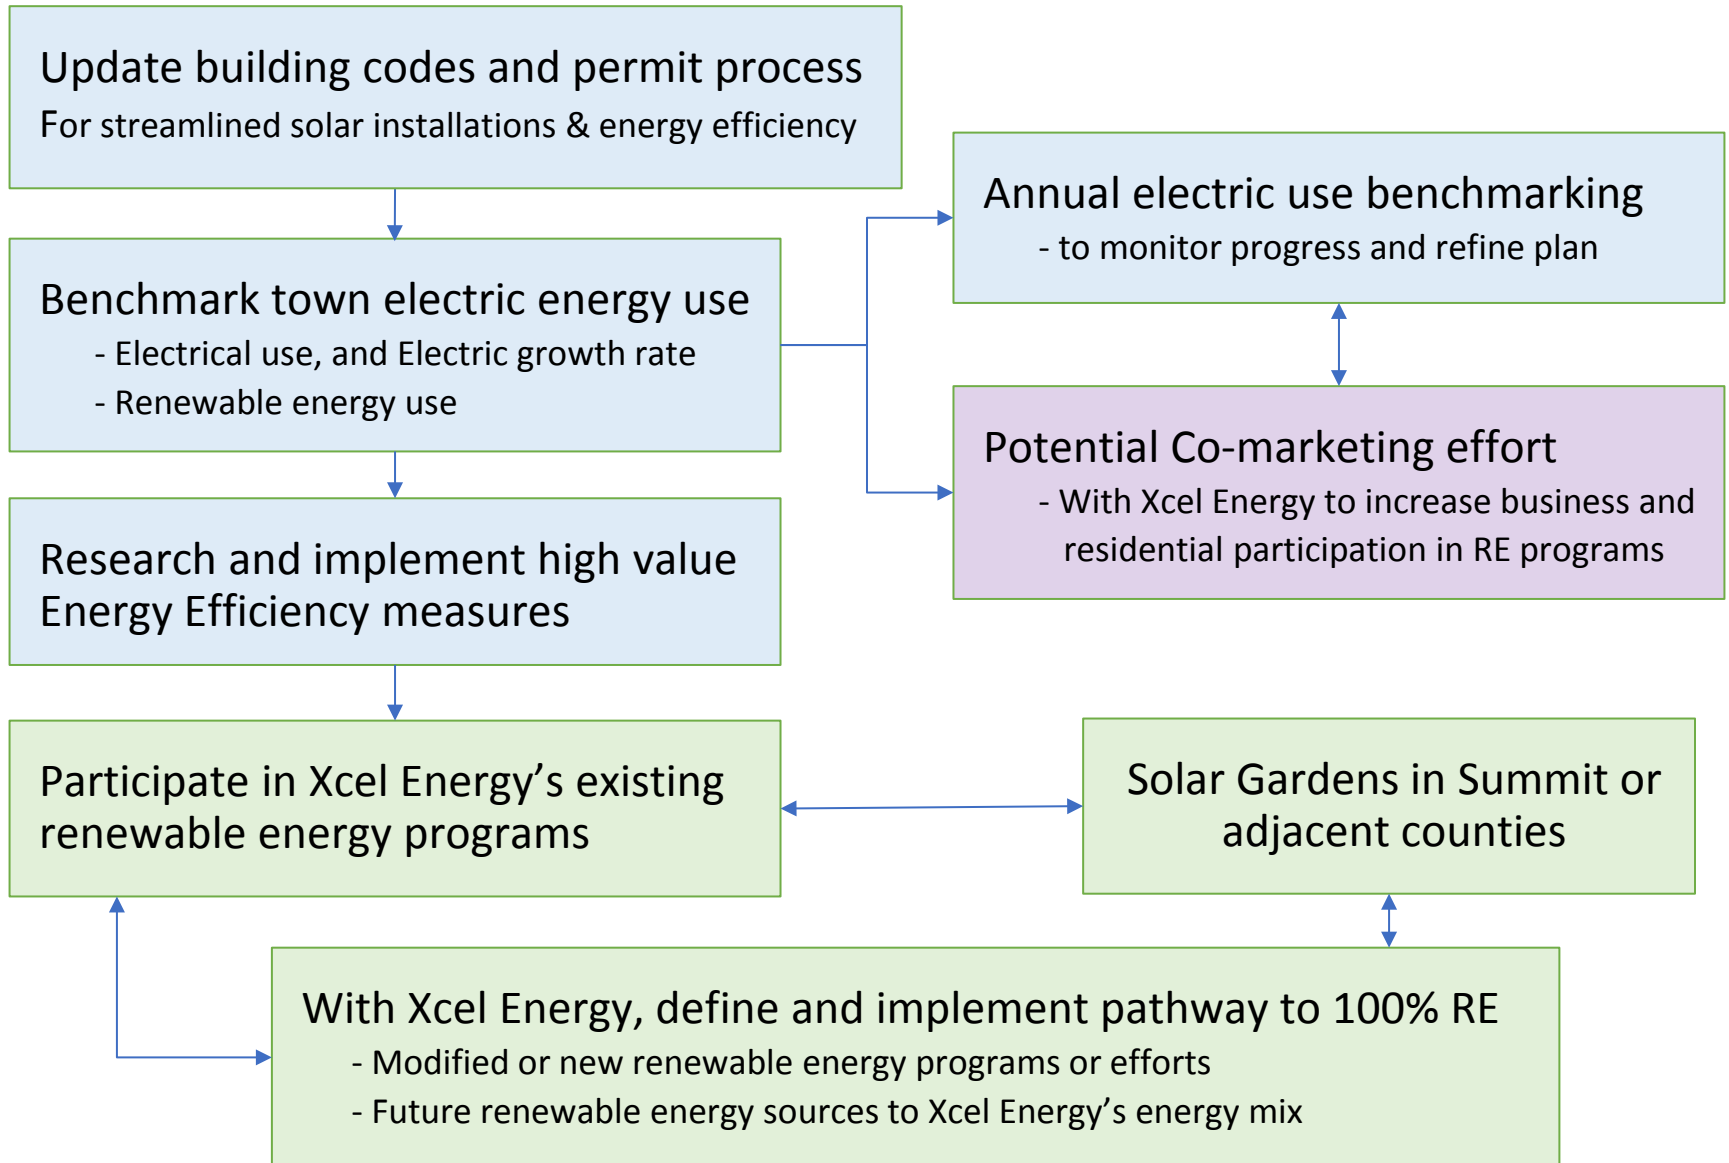 Update building codes and permit process
For streamlined solar installations & energy efficiency
Annual electric use benchmarking
- to monitor progress and refine plan
Benchmark town electric energy use
- Electrical use, and Electric growth rate
- Renewable energy use
Potential Co-marketing effort
- With Xcel Energy to increase business and
residential participation in RE programs
Research and implement high value
Energy Efficiency measures
Participate in Xcel Energy’s existing
renewable energy programs
Solar Gardens in Summit or
adjacent counties
With Xcel Energy, define and implement pathway to 100% RE
- Modified or new renewable energy programs or efforts
- Future renewable energy sources to Xcel Energy’s energy mix